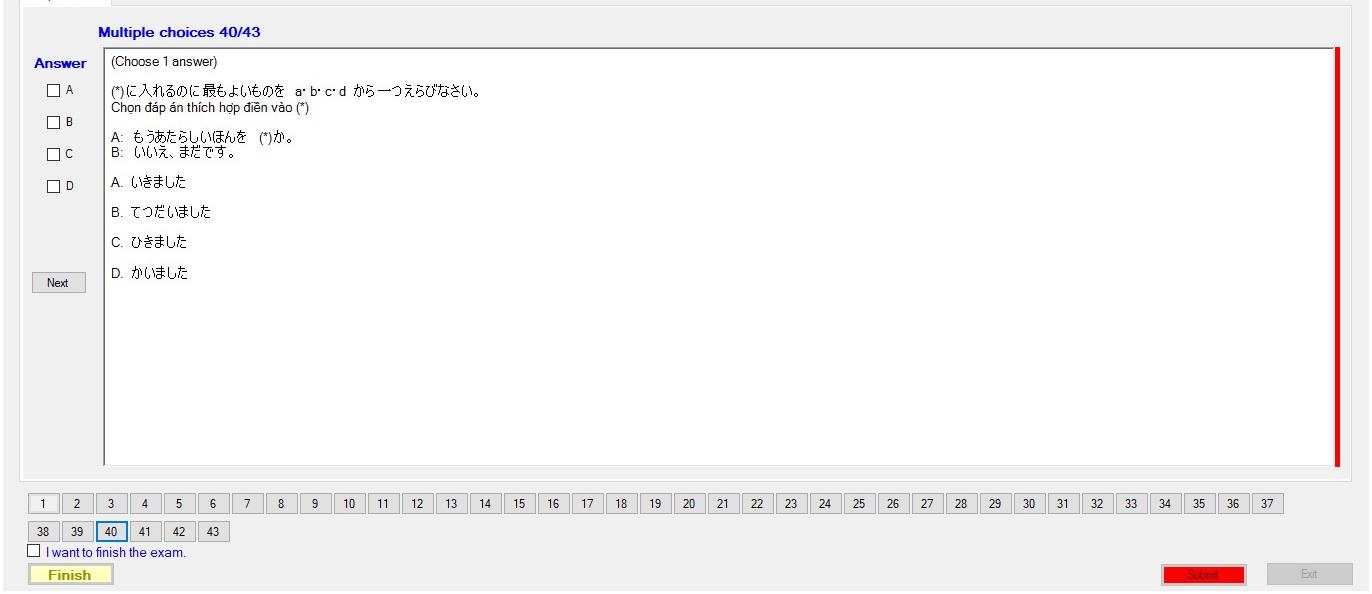 Multiple choices 40/43
Answer
(Choose 1 answer)
A
(*)に入れるのに最もよいものを a・b・c・d から一つえらびなさい。
Chọn đáp án thích hợp điền vào (*)
B
A: もうあたらしいほんを (*)か。
B: いいえ、まだです。
C
D
A. いきました
B. てつだいました
C. ひきました
D. かいました
Next
1 2 3 4 5 6 7 8 9 10 11 12 13 14 15 16 17 18 19 20 21 22 23 24 25 26 27 28 29 30 31 32 33 34 35 36 37
38 39 40 41 42 43
I want to finish the exam.
Finish
Submit
Exit